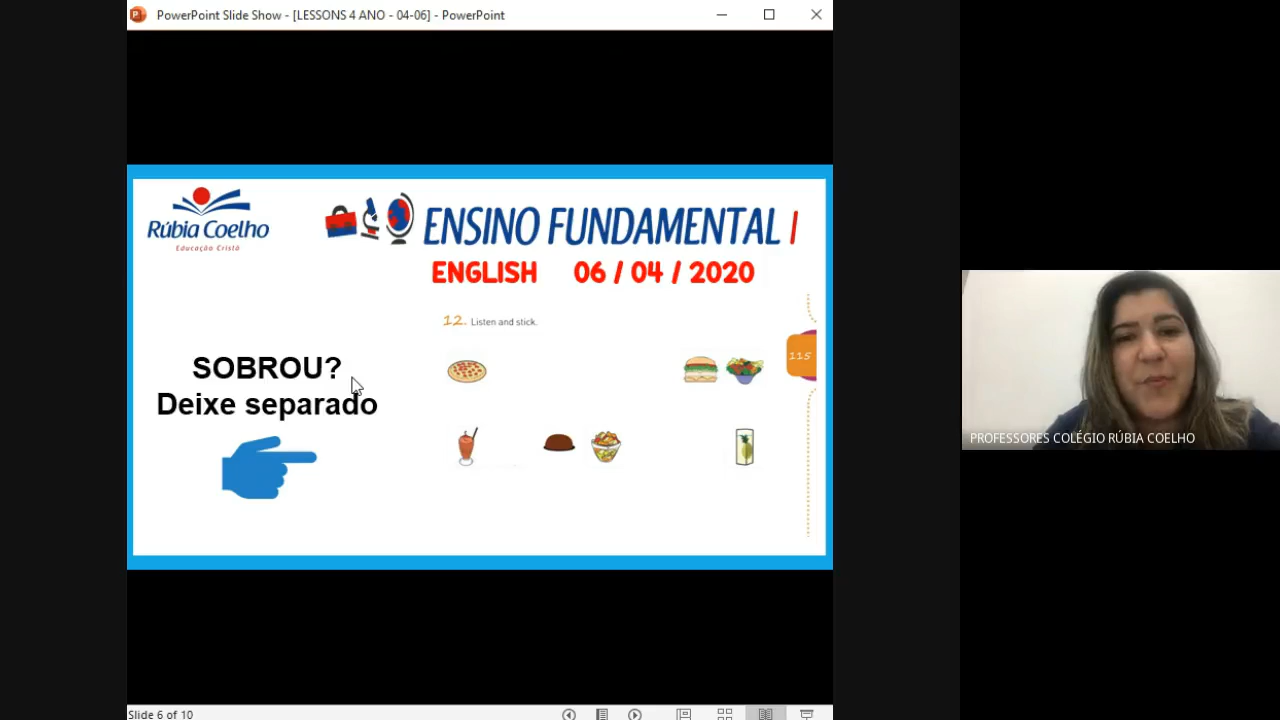 PowerPoint Slide Show - [LESSONS 4 ANO - 04-06] - PowerPoint
Rúbia Coelho
Educação Cristã
ENSINO FUNDAMENTAL I
ENGLISH 06 / 04 / 2020
12. Listen and stick.
115
SOBROU?
Deixe separado
PROFESSORES COLÉGIO RÚBIA COELHO
Slide 6 of 10